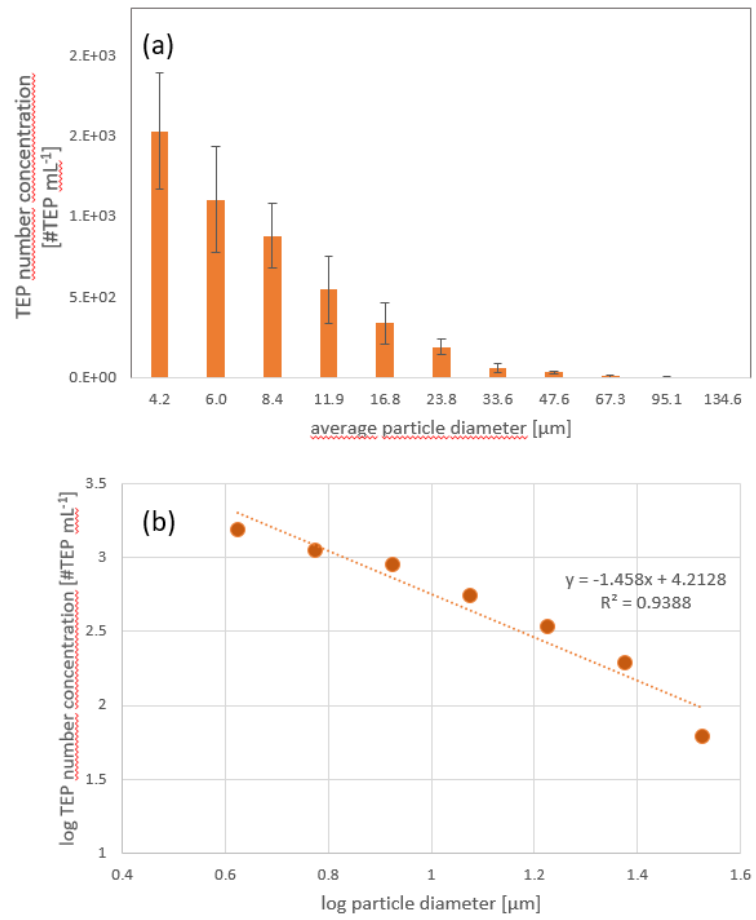 (a)
TEP number concentration
[#TEP mL⁻¹]
2.E+03
2.E+03
1.E+03
5.E+02
0.E+00
4.2 6.0 8.4 11.9 16.8 23.8 33.6 47.6 67.3 95.1 134.6
average particle diameter [µm]
(b)
log TEP number concentration [#TEP mL⁻¹]
3.5
3
2.5
2
1.5
1
y = -1.458x + 4.2128
R² = 0.9388
0.4 0.6 0.8 1 1.2 1.4 1.6
log particle diameter [µm]